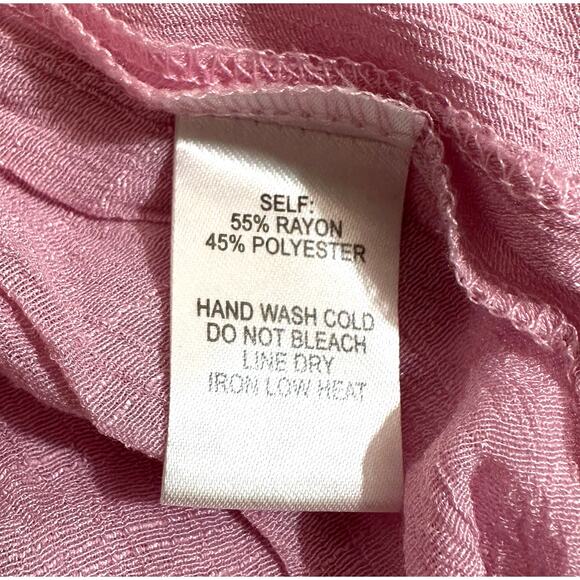 SELF:
55% RAYON
45% POLYESTER
HAND WASH COLD
DO NOT BLEACH
LINE DRY
IRON LOW HEAT